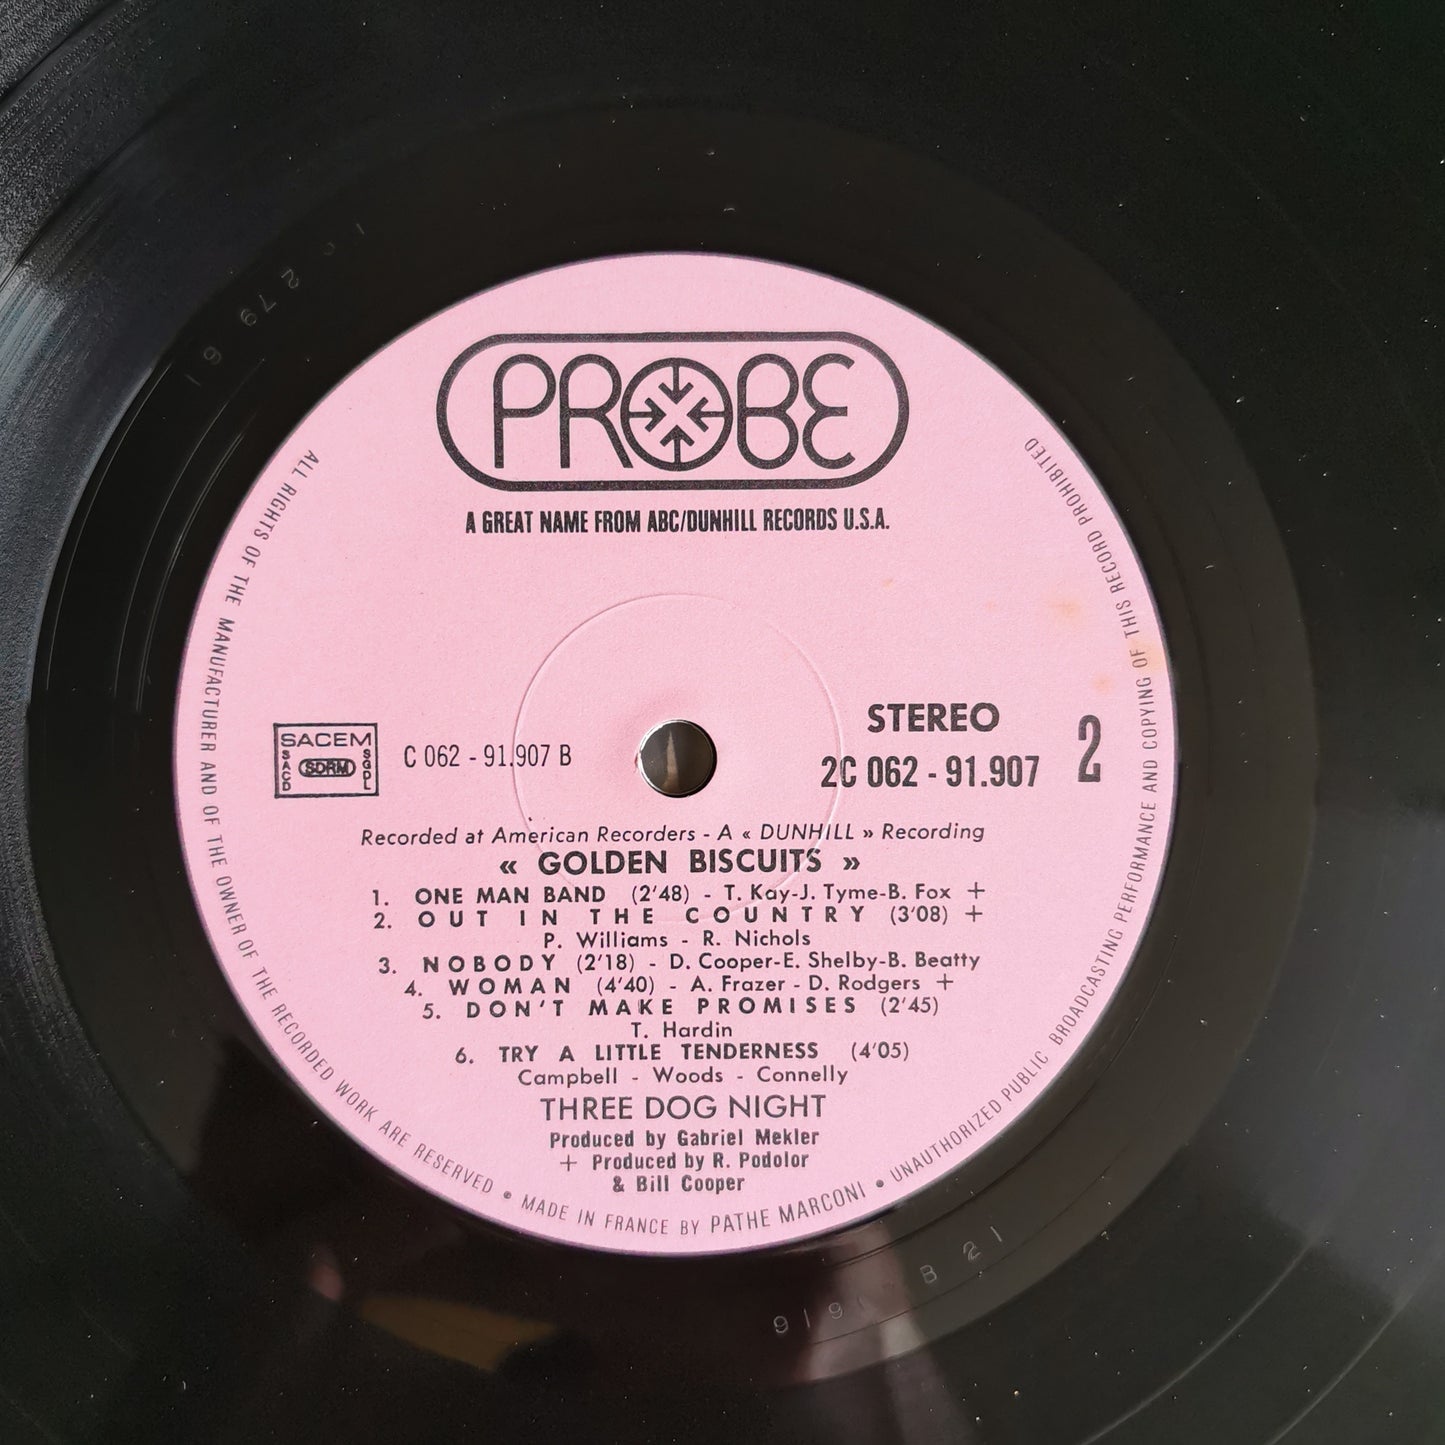 PROBE
A GREAT NAME FROM ABC/DUNHILL RECORDS U.S.A.
SACEM
SACD
SDRM
SGDL
C 062 - 91.907 B
STEREO
2C 062 - 91.907
2
Recorded at American Recorders - A « DUNHILL » Recording
« GOLDEN BISCUITS »
1. ONE MAN BAND (2'48) - T. Kay-J. Tyme-B. Fox +
2. OUT IN THE COUNTRY (3'08) +
P. Williams - R. Nichols
3. NOBODY (2'18) - D. Cooper-E. Shelby-B. Beatty
4. WOMAN (4'40) - A. Frazer - D. Rodgers +
5. DON'T MAKE PROMISES (2'45)
T. Hardin
6. TRY A LITTLE TENDERNESS (4'05)
Campbell - Woods - Connelly
THREE DOG NIGHT
Produced by Gabriel Mekler
+ Produced by R. Podolor
& Bill Cooper
ALL RIGHTS OF THE MANUFACTURER AND OF THE OWNER OF THE RECORDED WORK ARE RESERVED • MADE IN FRANCE BY PATHE MARCONI • UNAUTHORIZED PUBLIC BROADCASTING PERFORMANCE AND COPYING OF THIS RECORD PROHIBITED
B 21